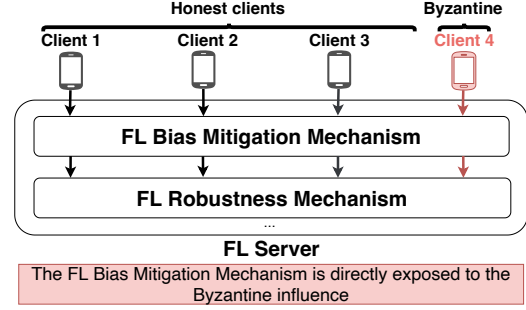 Honest clients Byzantine
Client 1 Client 2 Client 3 Client 4
FL Bias Mitigation Mechanism
FL Robustness Mechanism
...
FL Server
The FL Bias Mitigation Mechanism is directly exposed to the
Byzantine influence